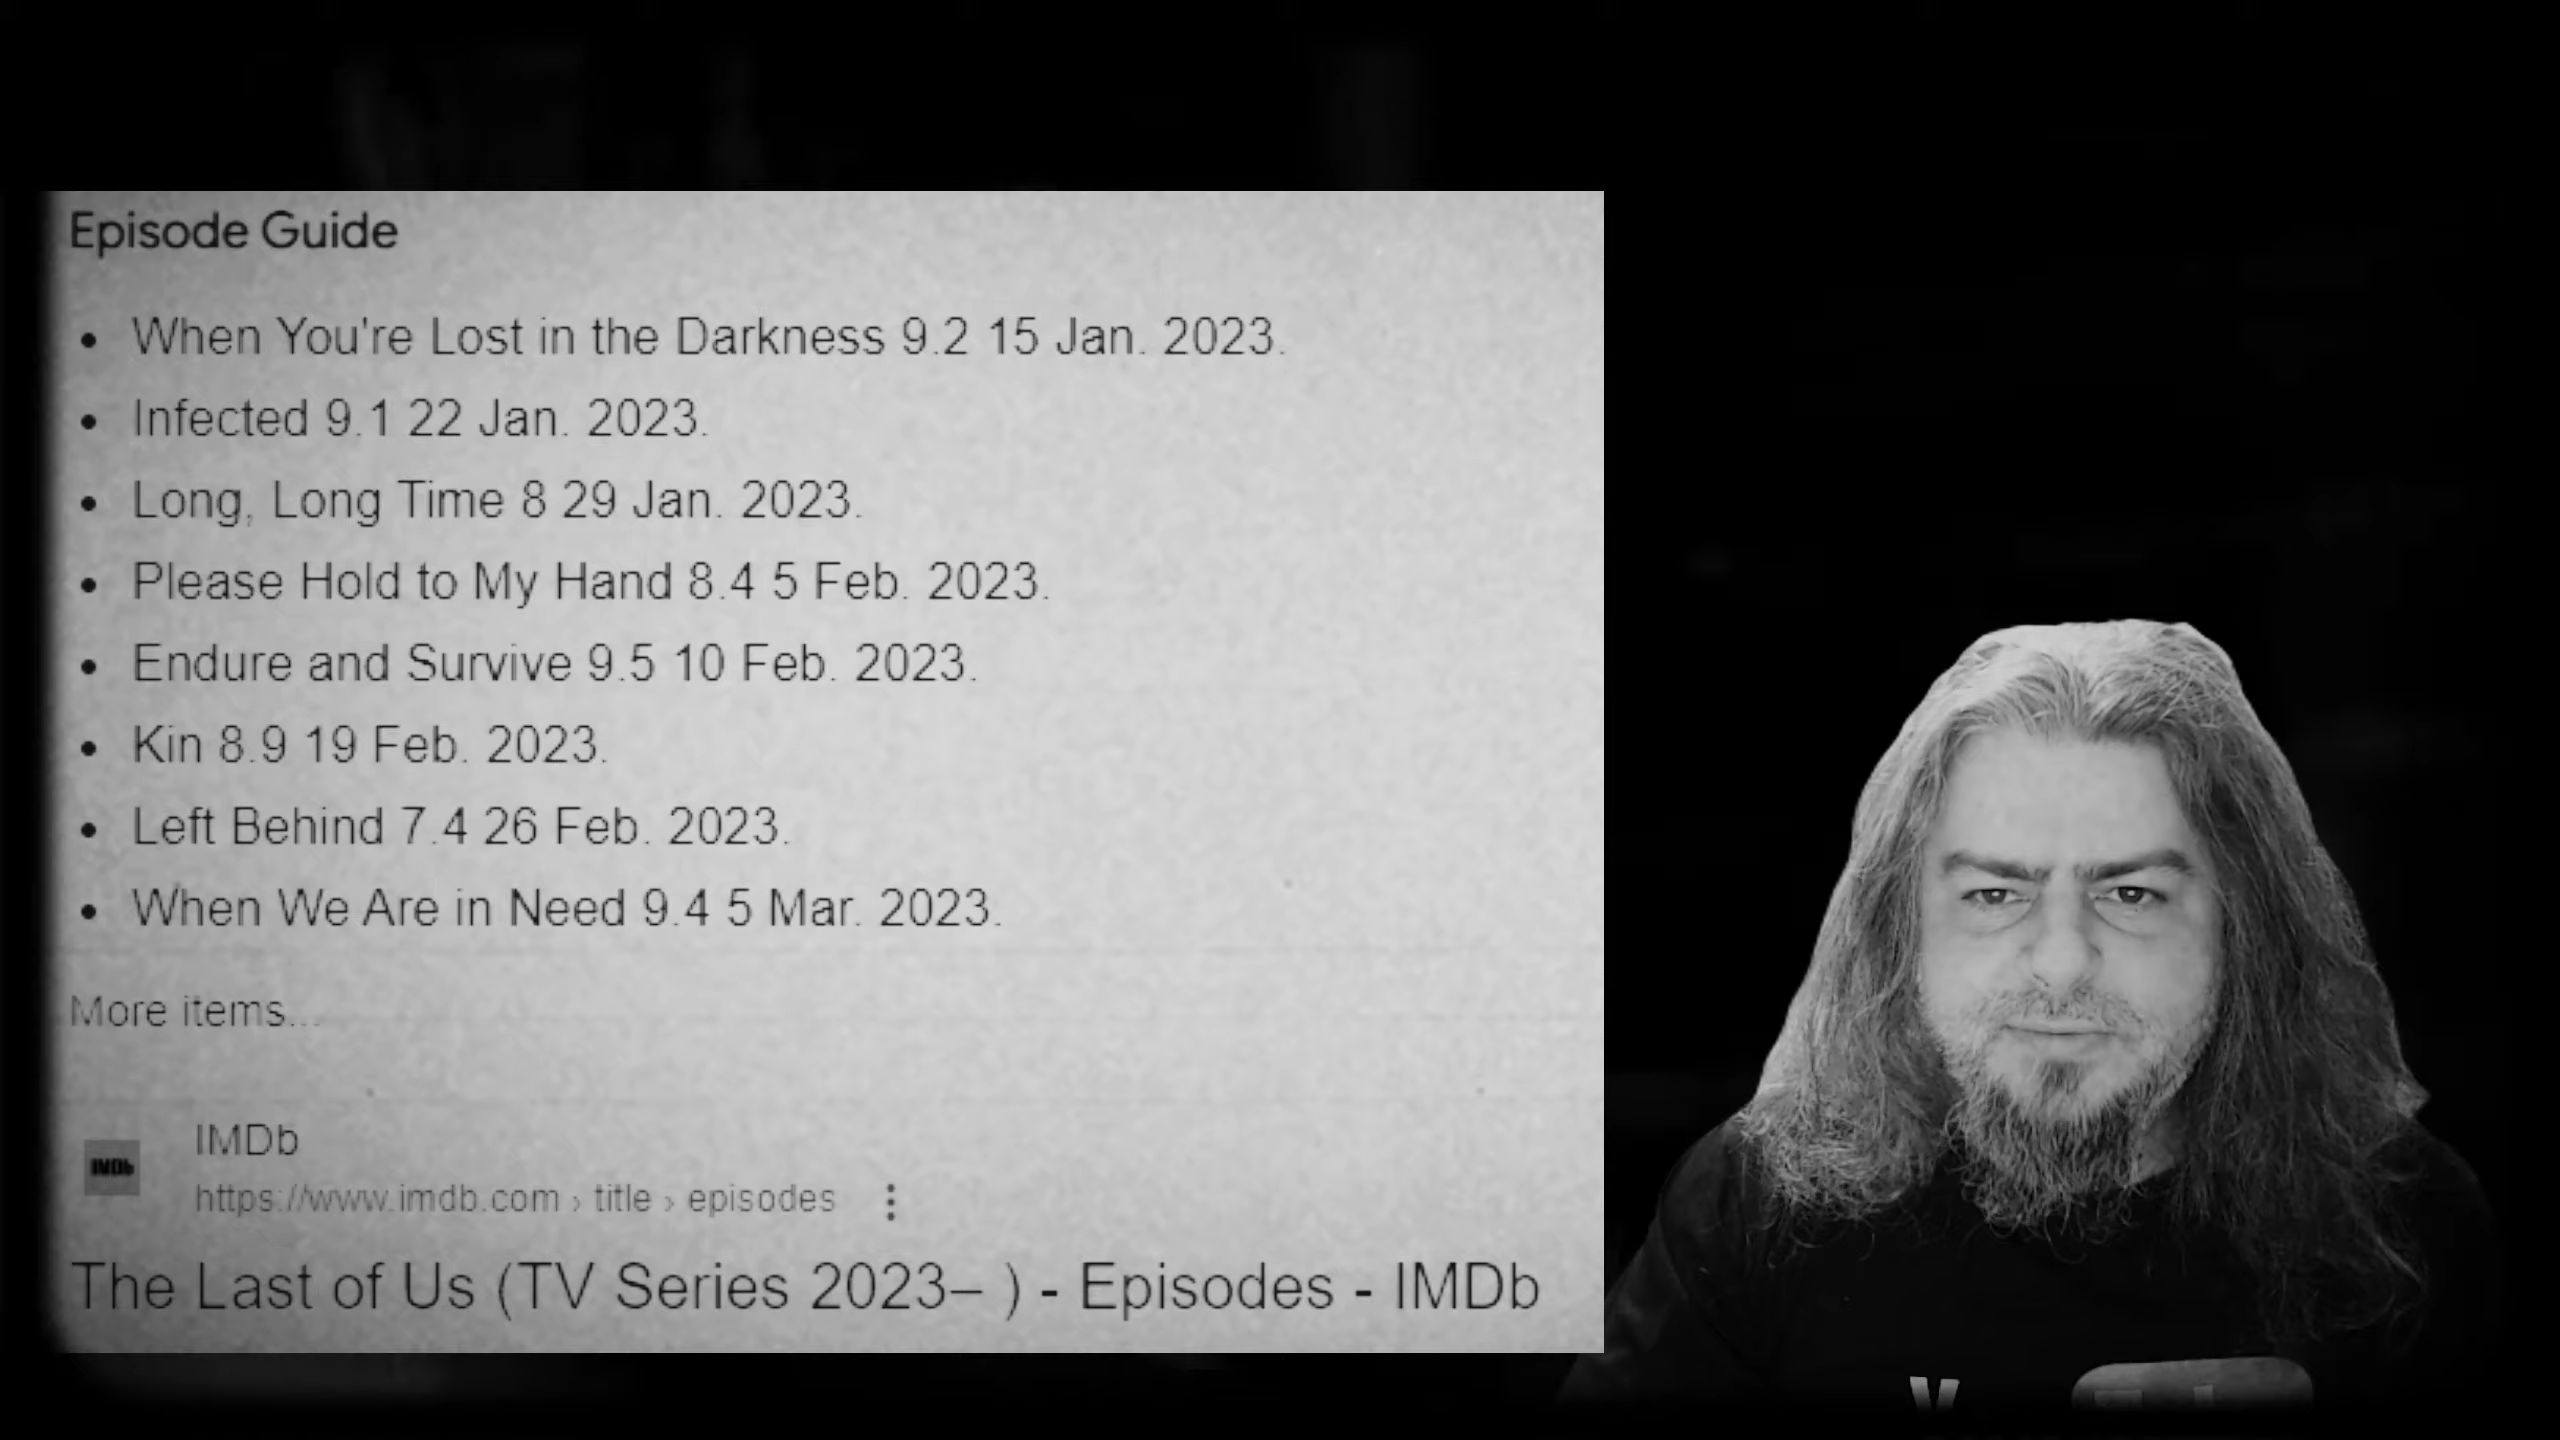 Episode Guide
• When You're Lost in the Darkness 9.2 15 Jan. 2023.
• Infected 9.1 22 Jan. 2023.
• Long, Long Time 8 29 Jan. 2023.
• Please Hold to My Hand 8.4 5 Feb. 2023.
• Endure and Survive 9.5 10 Feb. 2023.
• Kin 8.9 19 Feb. 2023.
• Left Behind 7.4 26 Feb. 2023.
• When We Are in Need 9.4 5 Mar. 2023.
More items...
IMDb
IMDb
https://www.imdb.com › title › episodes
The Last of Us (TV Series 2023– ) - Episodes - IMDb